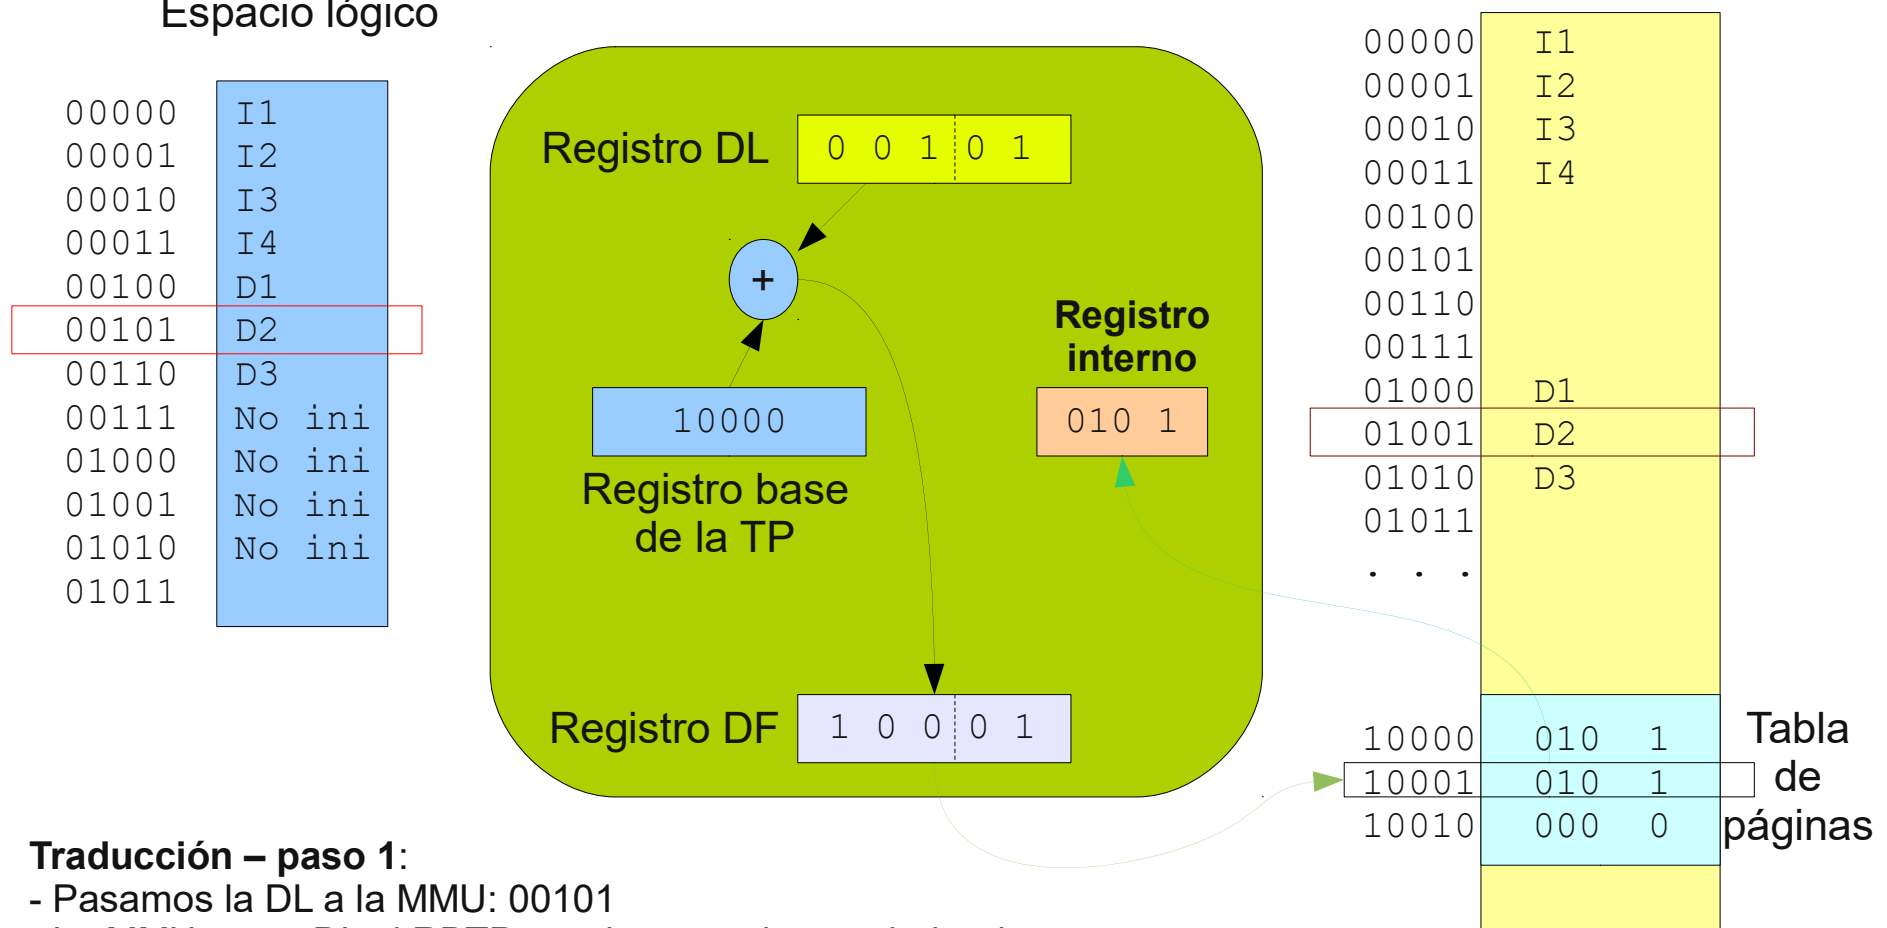 Espacio lógico
00000 I1
00001 I2
00010 I3
00011 I4
00100 D1
00101 D2
00110 D3
00111 No ini
01000 No ini
01001 No ini
01010 No ini
01011
Registro DL 0 0 1 0 1
+
10000
Registro base
de la TP
Registro
interno
010 1
Registro DF 1 0 0 0 1
00000 I1
00001 I2
00010 I3
00011 I4
00100
00101
00110
00111
01000 D1
01001 D2
01010 D3
01011
. . .
10000 010 1
10001 010 1
10010 000 0
Tabla
de
páginas
Traducción – paso 1:
- Pasamos la DL a la MMU: 00101